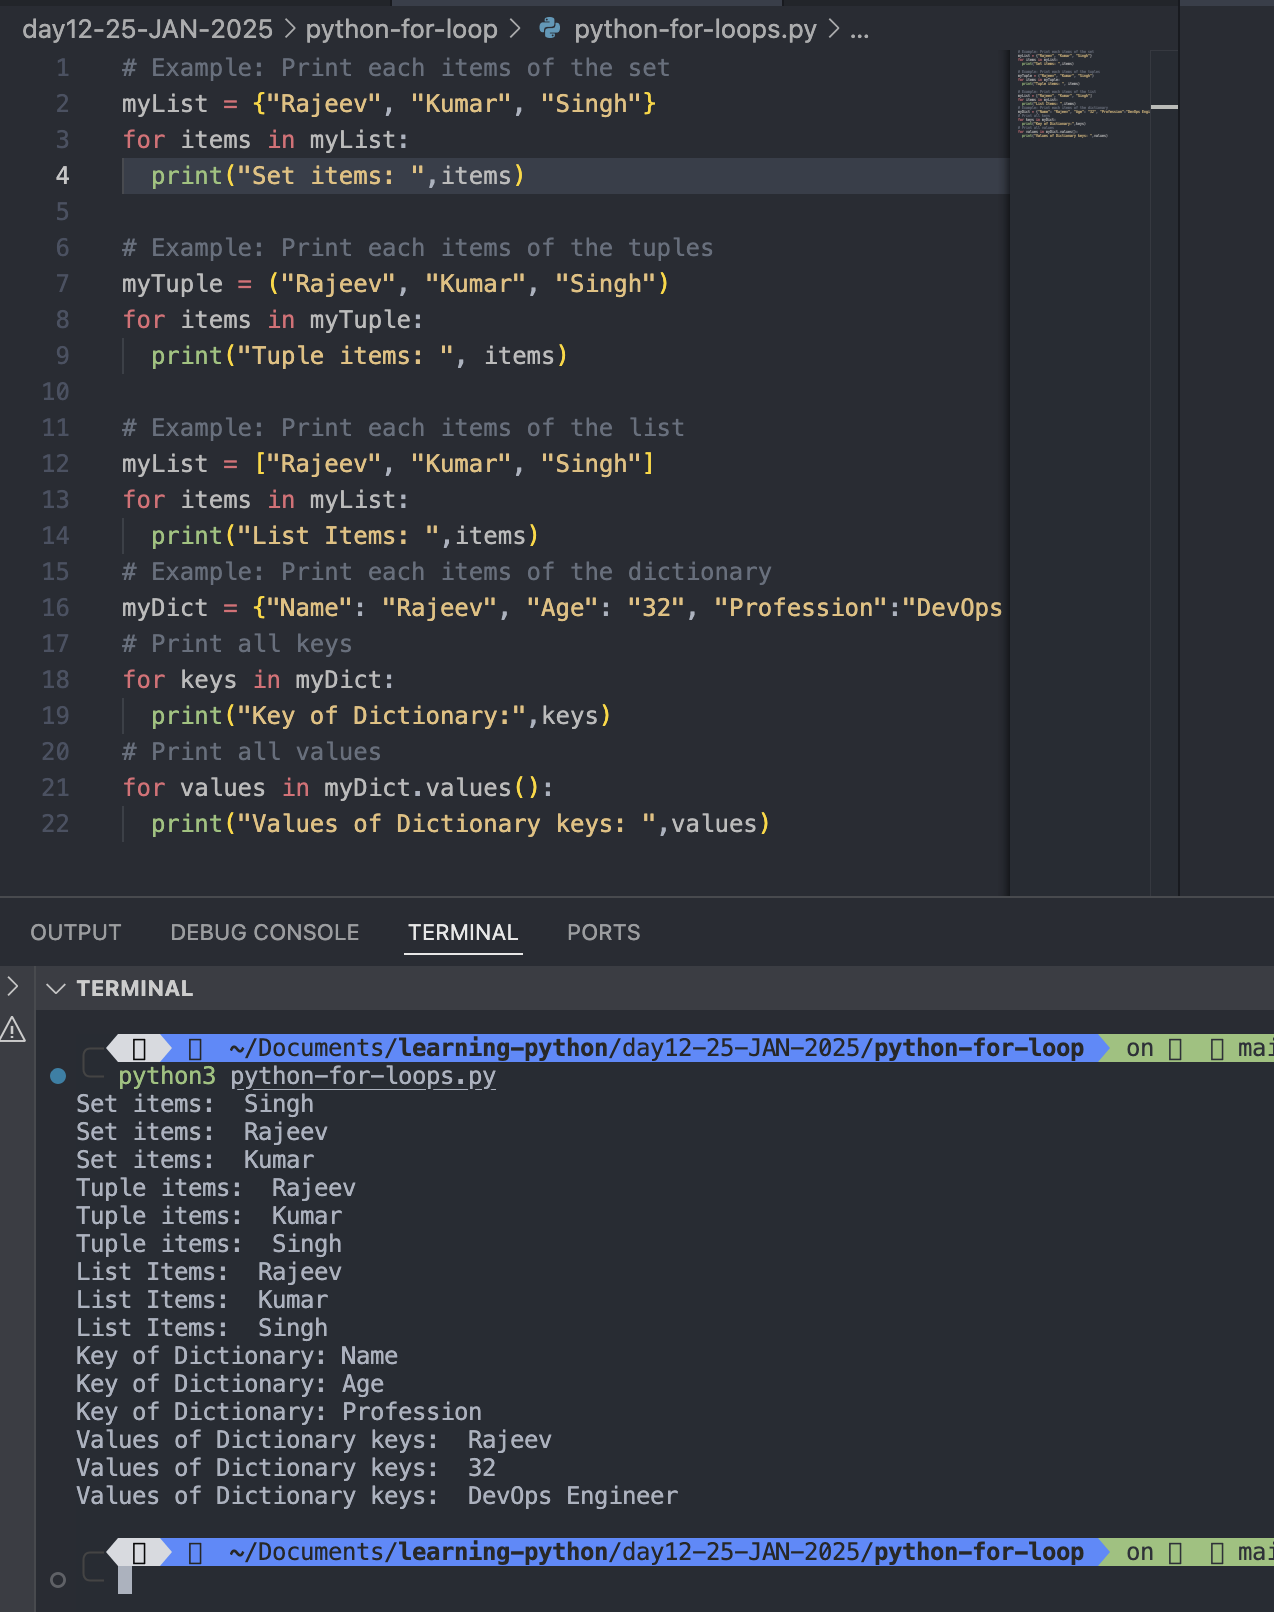 day12-25-JAN-2025 > python-for-loop > python-for-loops.py > ...
1 # Example: Print each items of the set
2 myList = {"Rajeev", "Kumar", "Singh"}
3 for items in myList:
4   print("Set items: ",items)
5
6 # Example: Print each items of the tuples
7 myTuple = ("Rajeev", "Kumar", "Singh")
8 for items in myTuple:
9   print("Tuple items: ", items)
10
11 # Example: Print each items of the list
12 myList = ["Rajeev", "Kumar", "Singh"]
13 for items in myList:
14   print("List Items: ",items)
15 # Example: Print each items of the dictionary
16 myDict = {"Name": "Rajeev", "Age": "32", "Profession":"DevOps
17 # Print all keys
18 for keys in myDict:
19   print("Key of Dictionary:",keys)
20 # Print all values
21 for values in myDict.values():
22   print("Values of Dictionary keys: ",values)
OUTPUT DEBUG CONSOLE TERMINAL PORTS
TERMINAL
~/Documents/learning-python/day12-25-JAN-2025/python-for-loop on mai
python3 python-for-loops.py
Set items:  Singh
Set items:  Rajeev
Set items:  Kumar
Tuple items:  Rajeev
Tuple items:  Kumar
Tuple items:  Singh
List Items:  Rajeev
List Items:  Kumar
List Items:  Singh
Key of Dictionary: Name
Key of Dictionary: Age
Key of Dictionary: Profession
Values of Dictionary keys:  Rajeev
Values of Dictionary keys:  32
Values of Dictionary keys:  DevOps Engineer
~/Documents/learning-python/day12-25-JAN-2025/python-for-loop on mai